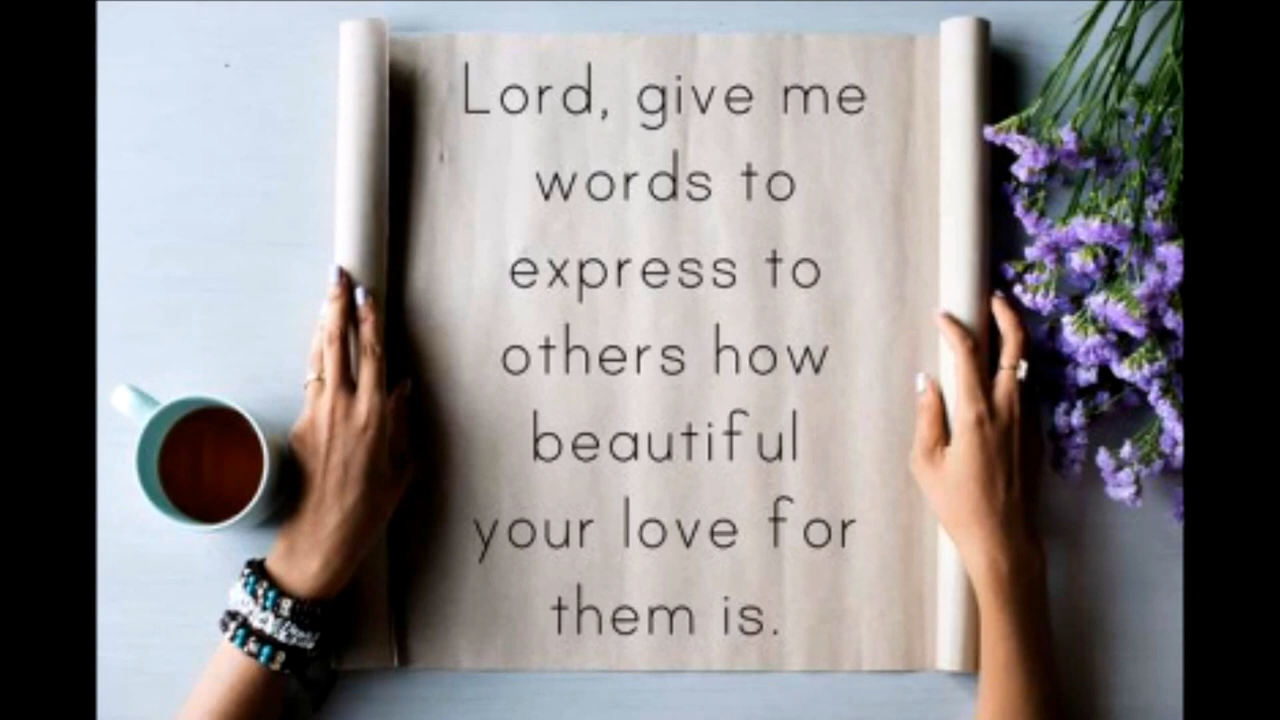 Lord, give me
words to
express to
others how
beautiful
your love for
them is.